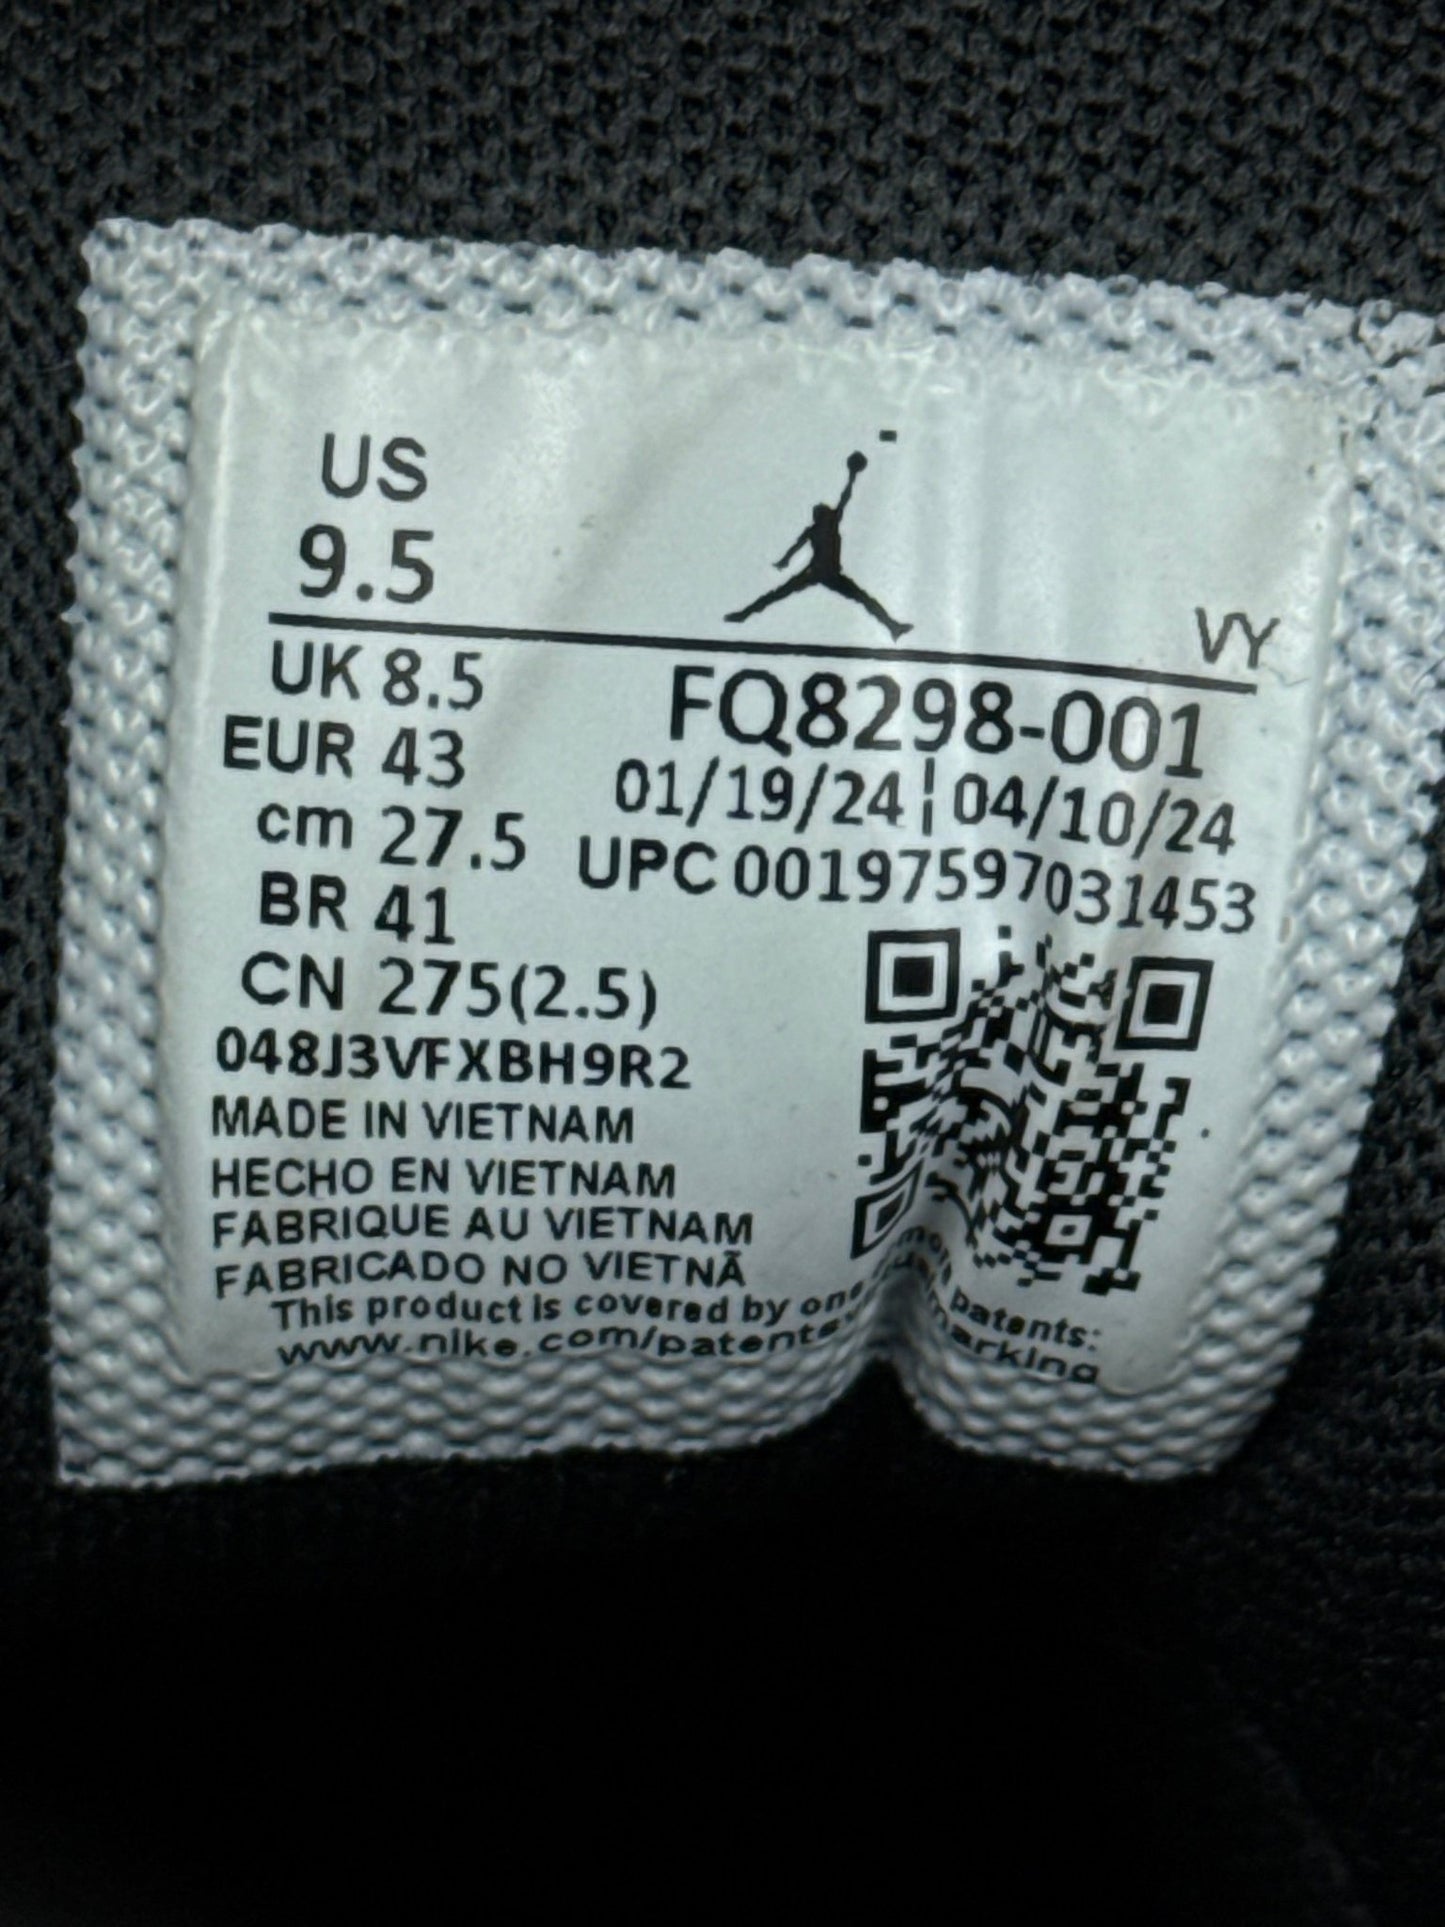 US
9.5
VY
UK 8.5
EUR 43
cm 27.5
BR 41
CN 275(2.5)
FQ8298-001
01/19/24 ¦ 04/10/24
UPC 00197597031453
048J3VFXBH9R2
MADE IN VIETNAM
HECHO EN VIETNAM
FABRIQUE AU VIETNAM
FABRICADO NO VIETNÃ
This product is covered by one more patents:
www.nike.com/patents